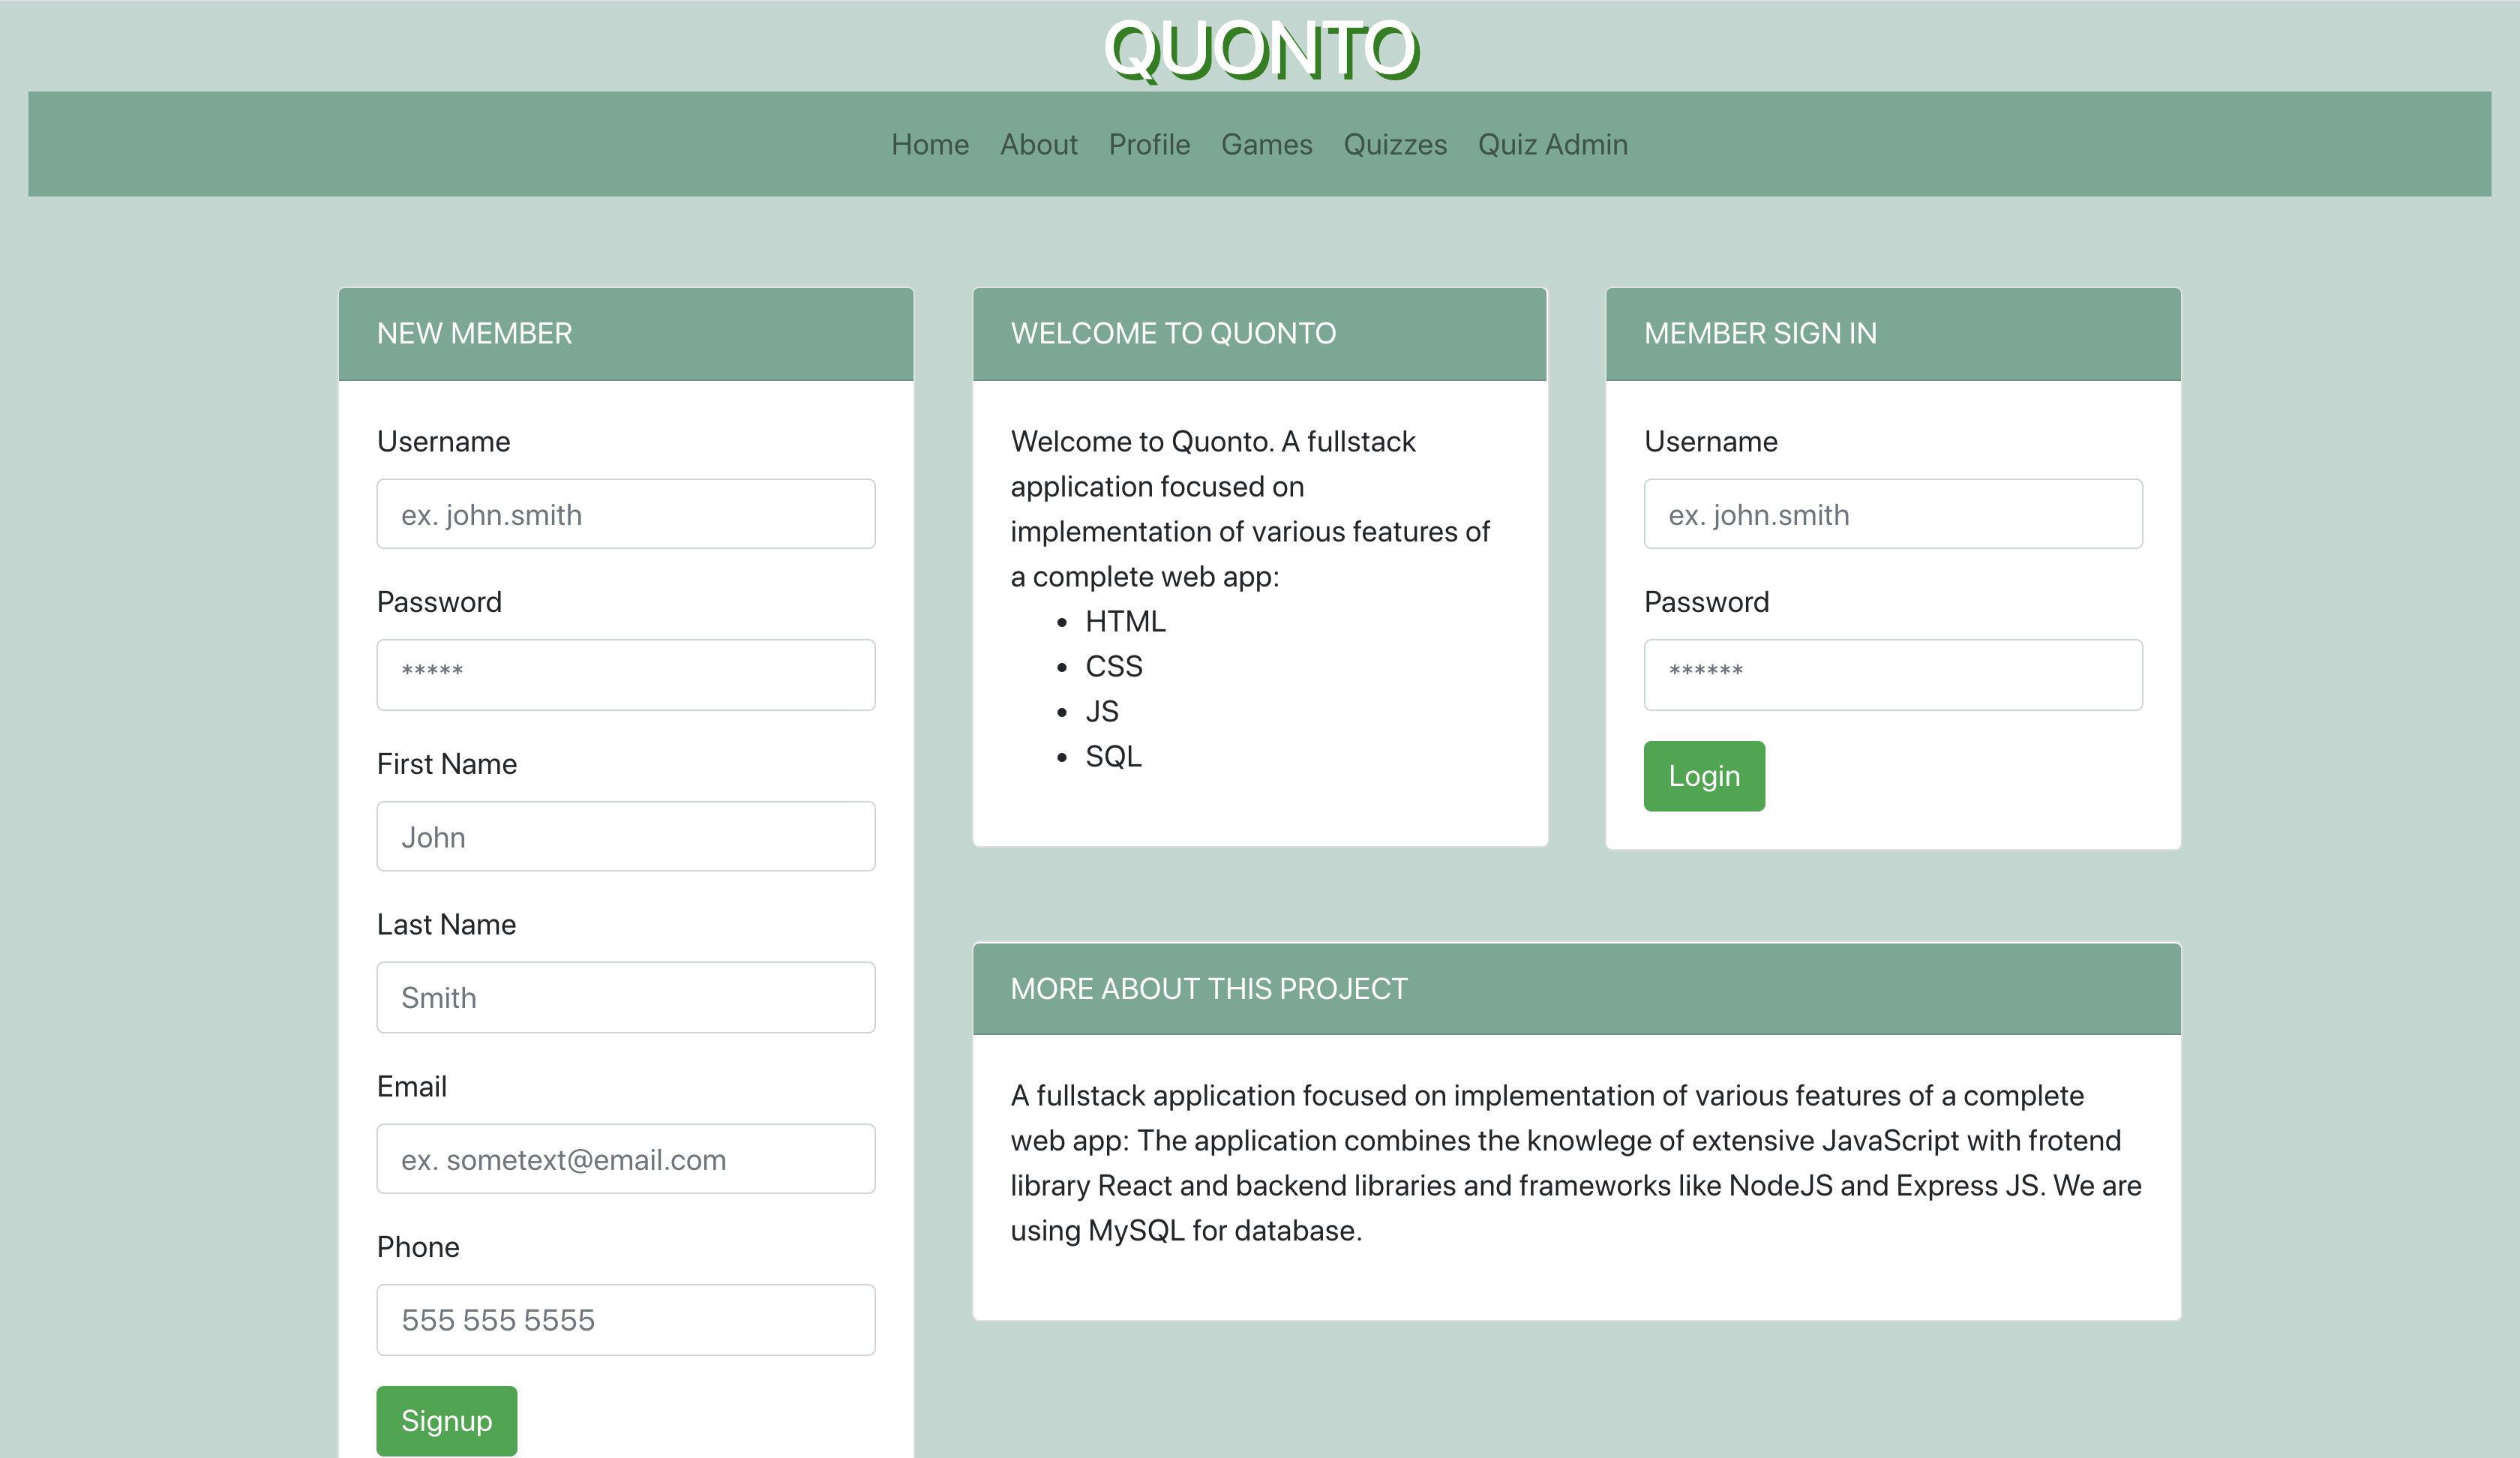 QUONTO
Home About Profile Games Quizzes Quiz Admin
NEW MEMBER
Username
ex. john.smith
Password
*****
First Name
John
Last Name
Smith
Email
ex. sometext@email.com
Phone
555 555 5555
Signup
WELCOME TO QUONTO
Welcome to Quonto. A fullstack
application focused on
implementation of various features of
a complete web app:
• HTML
• CSS
• JS
• SQL
MEMBER SIGN IN
Username
ex. john.smith
Password
******
Login
MORE ABOUT THIS PROJECT
A fullstack application focused on implementation of various features of a complete
web app: The application combines the knowlege of extensive JavaScript with frotend
library React and backend libraries and frameworks like NodeJS and Express JS. We are
using MySQL for database.